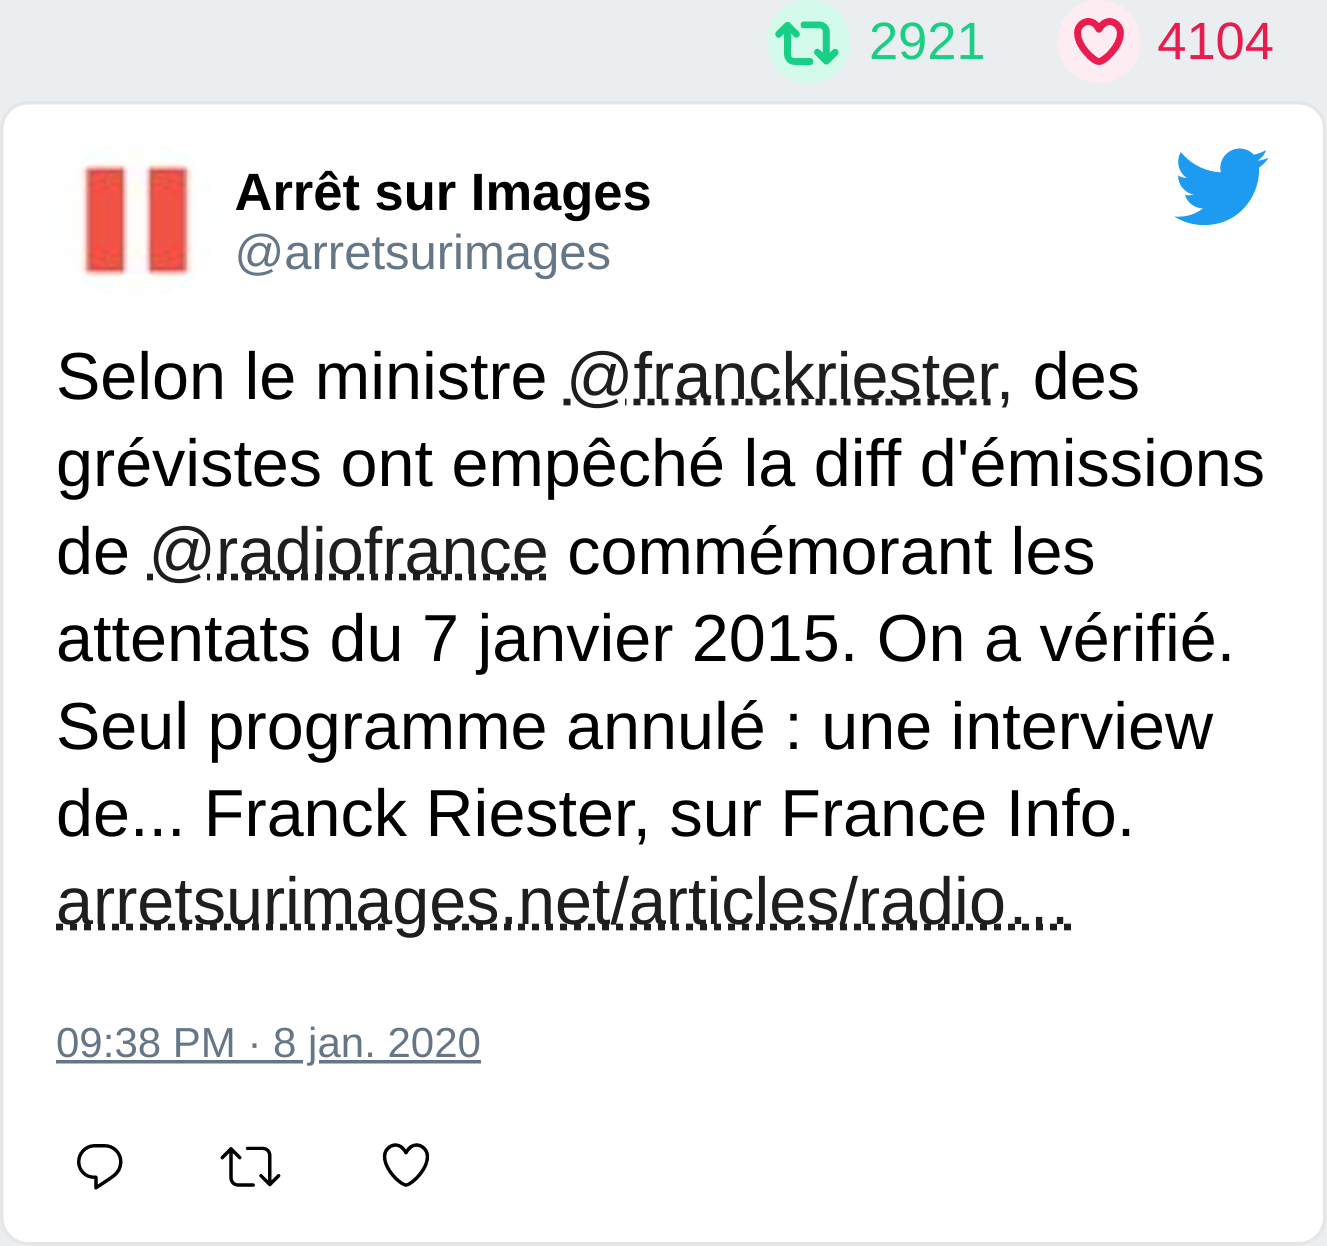 2921 4104
Arrêt sur Images
@arretsurimages
Selon le ministre @franckriester, des
grévistes ont empêché la diff d'émissions
de @radiofrance commémorant les
attentats du 7 janvier 2015. On a vérifié.
Seul programme annulé : une interview
de... Franck Riester, sur France Info.
arretsurimages.net/articles/radio...
09:38 PM · 8 jan. 2020